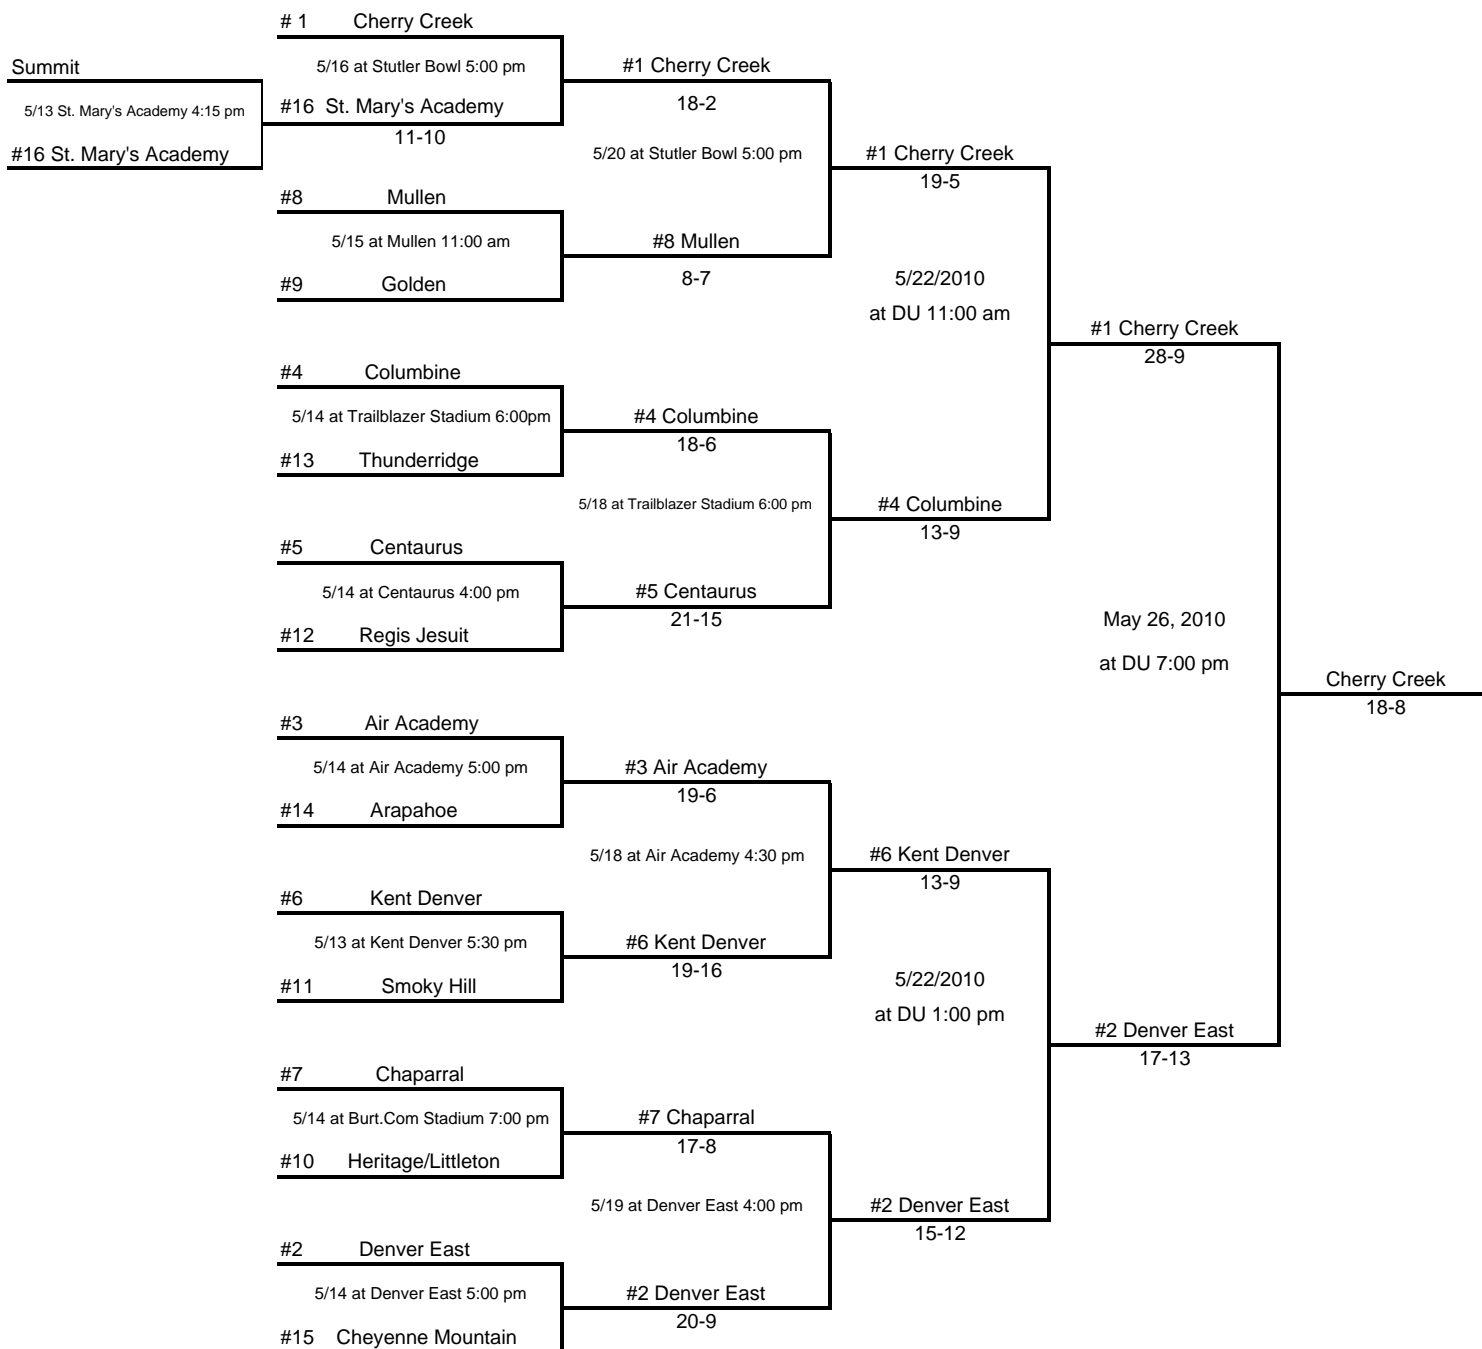 # 1 Cherry Creek
Summit
5/16 at Stutler Bowl 5:00 pm
#1 Cherry Creek
5/13 St. Mary's Academy 4:15 pm
#16 St. Mary's Academy
18-2
11-10
#16 St. Mary's Academy
5/20 at Stutler Bowl 5:00 pm
#1 Cherry Creek
19-5
#8 Mullen
5/15 at Mullen 11:00 am
#8 Mullen
#9 Golden
8-7
5/22/2010
at DU 11:00 am
#1 Cherry Creek
28-9
#4 Columbine
5/14 at Trailblazer Stadium 6:00pm
#4 Columbine
18-6
#13 Thunderridge
5/18 at Trailblazer Stadium 6:00 pm
#4 Columbine
13-9
#5 Centaurus
5/14 at Centaurus 4:00 pm
#5 Centaurus
21-15
#12 Regis Jesuit
May 26, 2010
at DU 7:00 pm
Cherry Creek
18-8
#3 Air Academy
5/14 at Air Academy 5:00 pm
#3 Air Academy
19-6
#14 Arapahoe
5/18 at Air Academy 4:30 pm
#6 Kent Denver
13-9
#6 Kent Denver
5/13 at Kent Denver 5:30 pm
#6 Kent Denver
19-16
#11 Smoky Hill
5/22/2010
at DU 1:00 pm
#2 Denver East
17-13
#7 Chaparral
5/14 at Burt.Com Stadium 7:00 pm
#7 Chaparral
17-8
#10 Heritage/Littleton
5/19 at Denver East 4:00 pm
#2 Denver East
15-12
#2 Denver East
5/14 at Denver East 5:00 pm
#2 Denver East
20-9
#15 Cheyenne Mountain